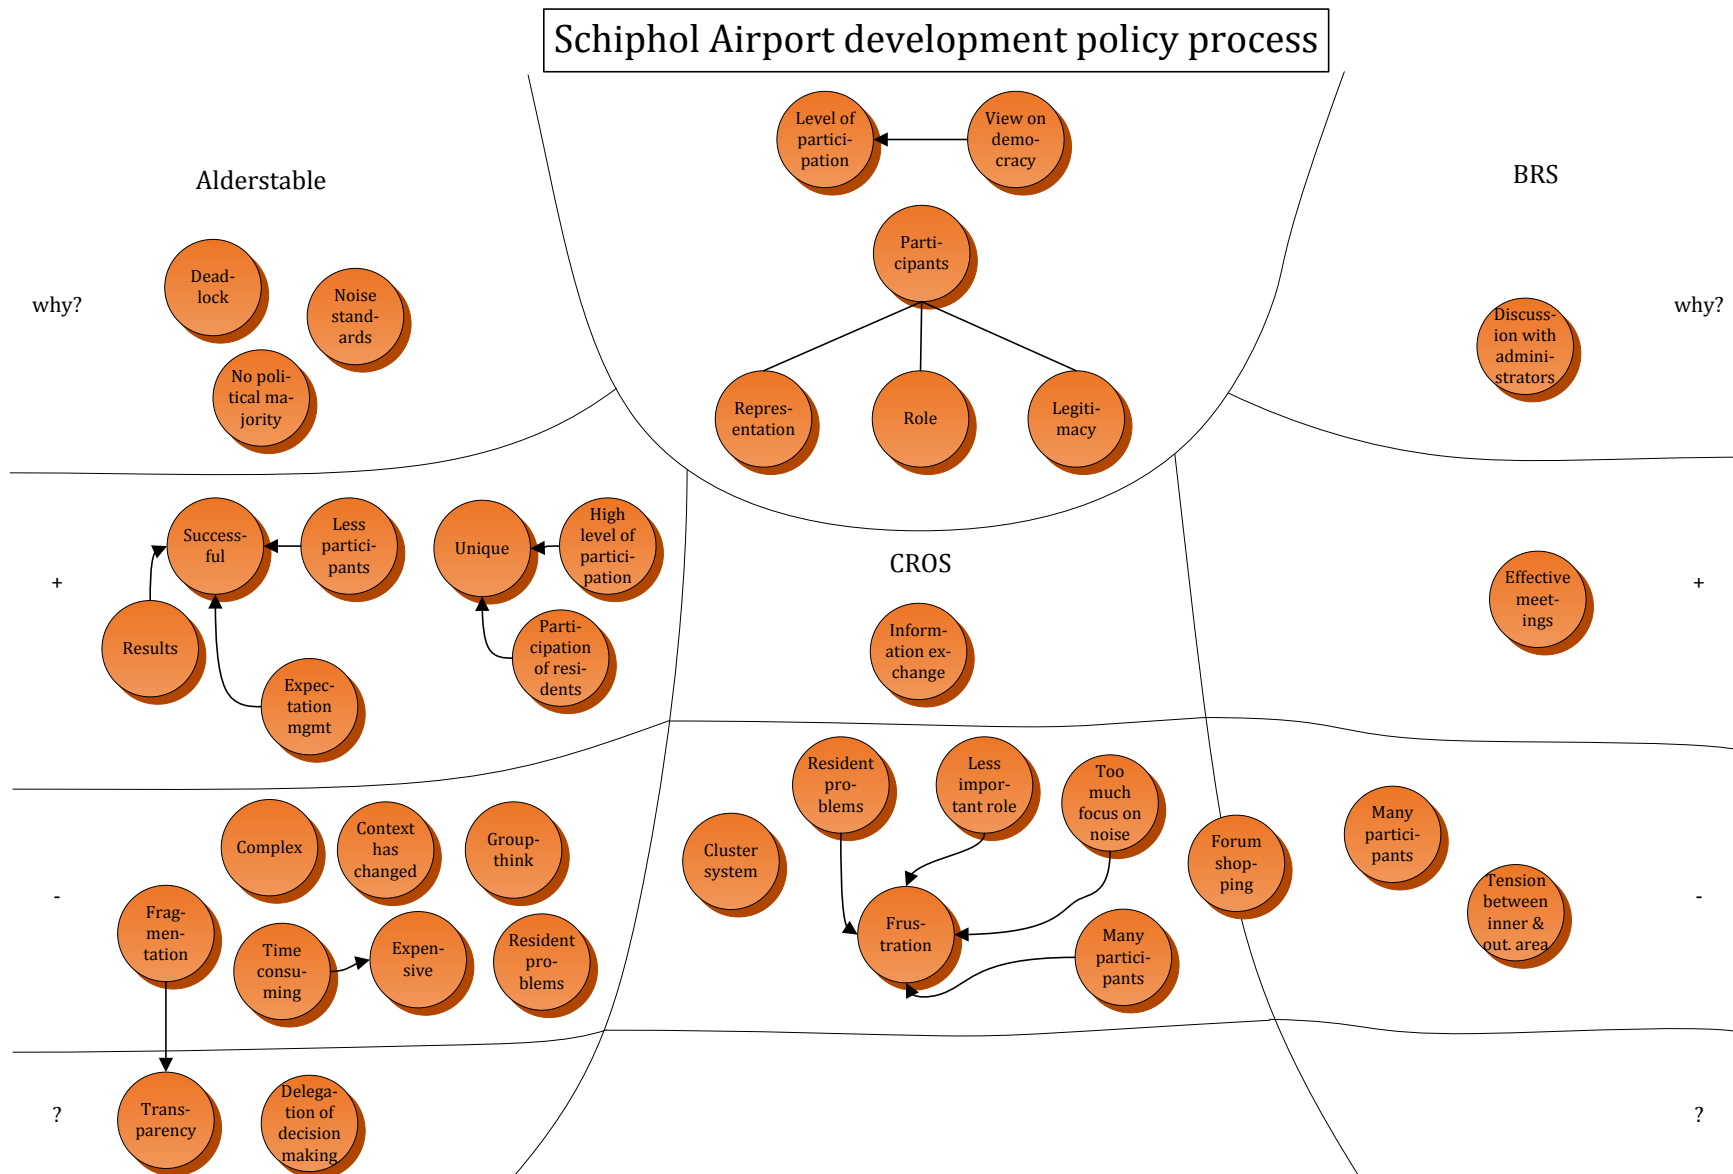 Schiphol Airport development policy process
Level of
partici-
pation
View on
demo-
cracy
Parti-
cipants
Repres-
entation
Role
Legiti-
macy
Alderstable
why?
Dead-
lock
Noise
stand-
ards
No poli-
tical ma-
jority
BRS
why?
Discuss-
ion with
admini-
strators
+
Success-
ful
Less
partici-
pants
Unique
High
level of
partici-
pation
Results
Parti-
cipation
of resi-
dents
Expec-
tation
mgmt
CROS
Inform-
ation ex-
change
+
Effective
meet-
ings
-
Complex
Context
has
changed
Group-
think
Frag-
men-
tation
Time
consu-
ming
Expen-
sive
Resident
pro-
blems
Resident
pro-
blems
Less
impor-
tant role
Too
much
focus on
noise
Cluster
system
Frus-
tration
Many
partici-
pants
Forum
shop-
ping
Many
partici-
pants
Tension
between
inner &
out. area
-
?
Trans-
parency
Delega-
tion of
decision
making
?